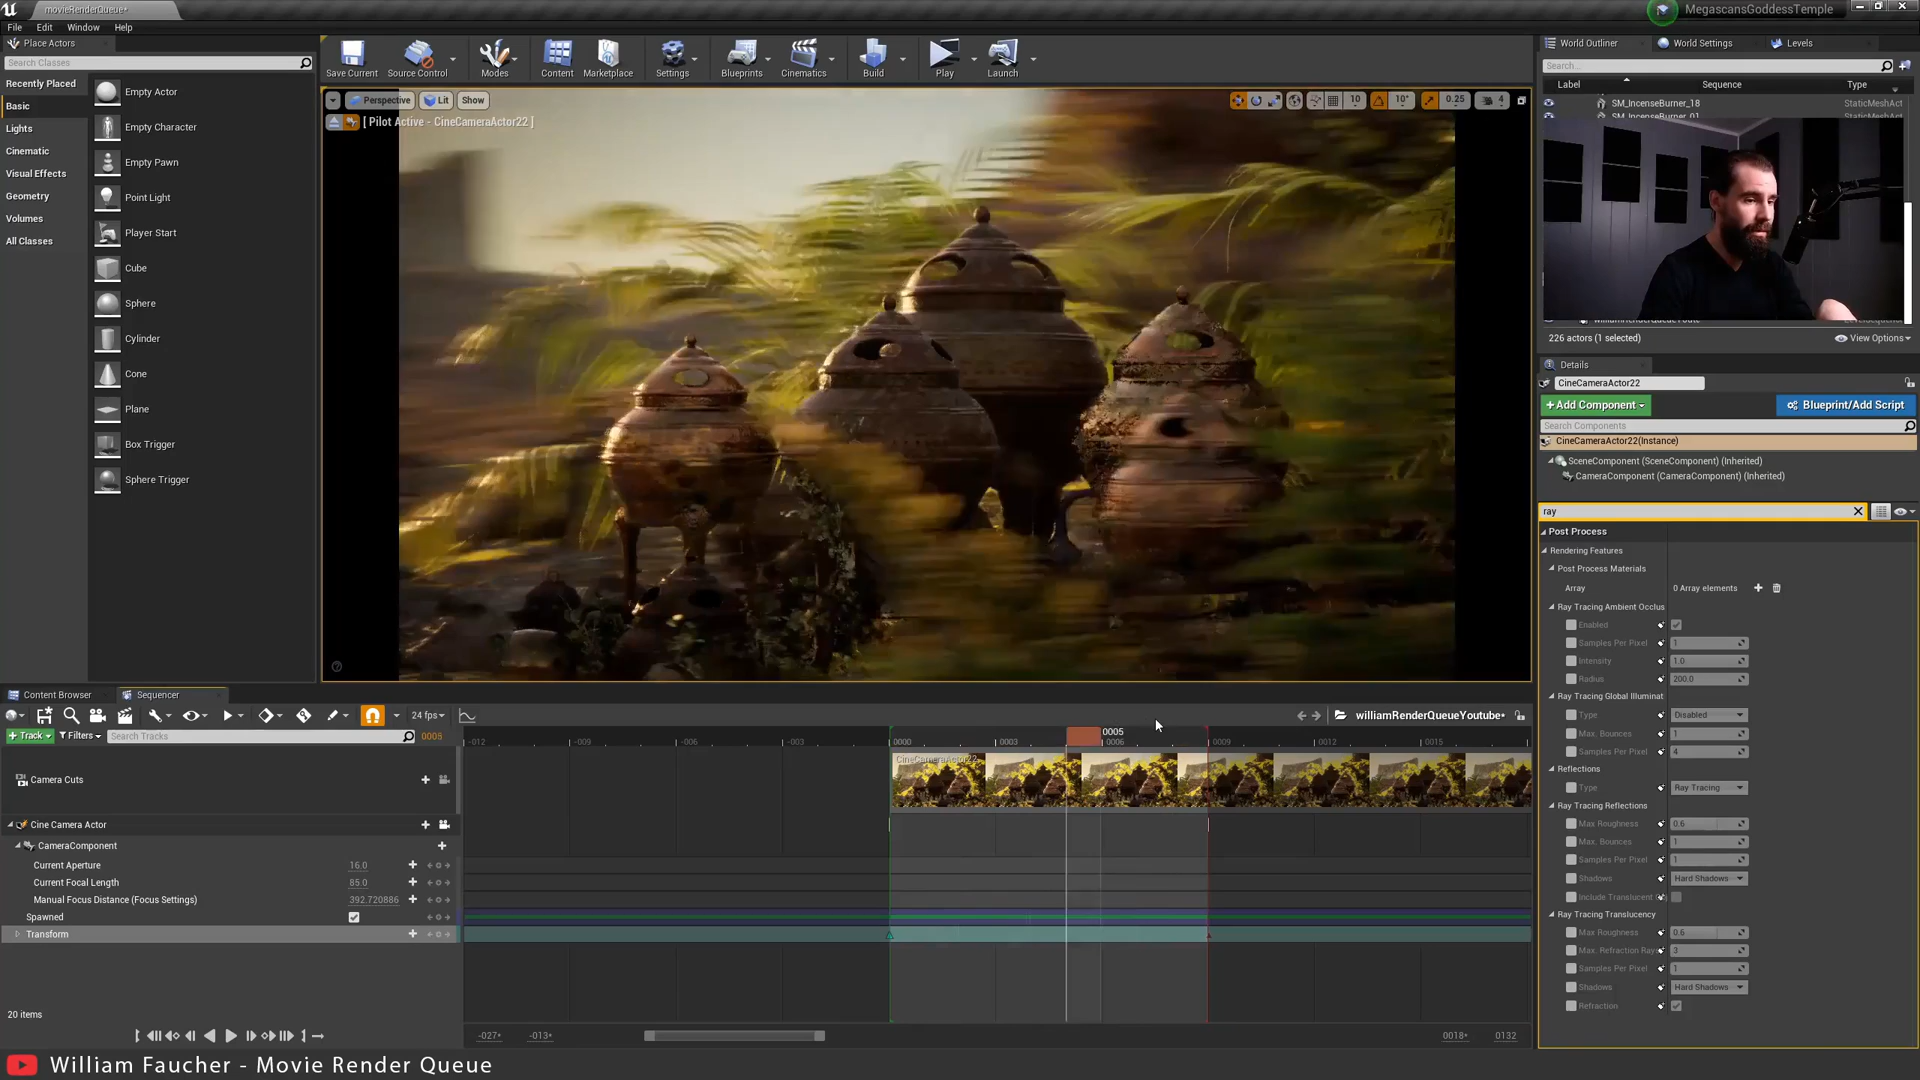 movieRenderQueue*
MegascansGoddessTemple
File Edit Window Help
Place Actors
Search Classes
Recently Placed
Basic
Lights
Cinematic
Visual Effects
Geometry
Volumes
All Classes
Empty Actor
Empty Character
Empty Pawn
Point Light
Player Start
Cube
Sphere
Cylinder
Cone
Plane
Box Trigger
Sphere Trigger
Save Current Source Control Modes Content Marketplace Settings Blueprints Cinematics Build Play Launch
Perspective Lit Show 10 10° 0.25 4
[ Pilot Active - CineCameraActor22 ]
World Outliner World Settings Levels
Search...
Label Sequence Type
SM_IncenseBurner_18 StaticMeshAct
SM_IncenseBurner_01 StaticMeshAct
226 actors (1 selected) View Options
Details
CineCameraActor22
+Add Component Blueprint/Add Script
Search Components
CineCameraActor22(Instance)
SceneComponent (SceneComponent) (Inherited)
CameraComponent (CameraComponent) (Inherited)
ray
Post Process
Rendering Features
Post Process Materials
Array 0 Array elements
Ray Tracing Ambient Occlus
Enabled
Samples Per Pixel 1
Intensity 1.0
Radius 200.0
Ray Tracing Global Illuminat
Type Disabled
Max. Bounces 1
Samples Per Pixel 4
Reflections
Type Ray Tracing
Ray Tracing Reflections
Max Roughness 0.6
Max. Bounces 1
Samples Per Pixel 1
Shadows Hard Shadows
Include Translucent
Ray Tracing Translucency
Max Roughness 0.6
Max. Refraction Rays 3
Samples Per Pixel 1
Shadows Hard Shadows
Refraction
Content Browser Sequencer
24 fps williamRenderQueueYoutube*
+ Track Filters Search Tracks 0006
-012 -009 -006 -003 0000 0003 0005 0006 0009 0012 0015
CineCameraActor22
Camera Cuts
Cine Camera Actor
CameraComponent
Current Aperture 16.0
Current Focal Length 85.0
Manual Focus Distance (Focus Settings) 392.720886
Spawned
Transform
20 items
-027* -013* 0018* 0132
William Faucher - Movie Render Queue